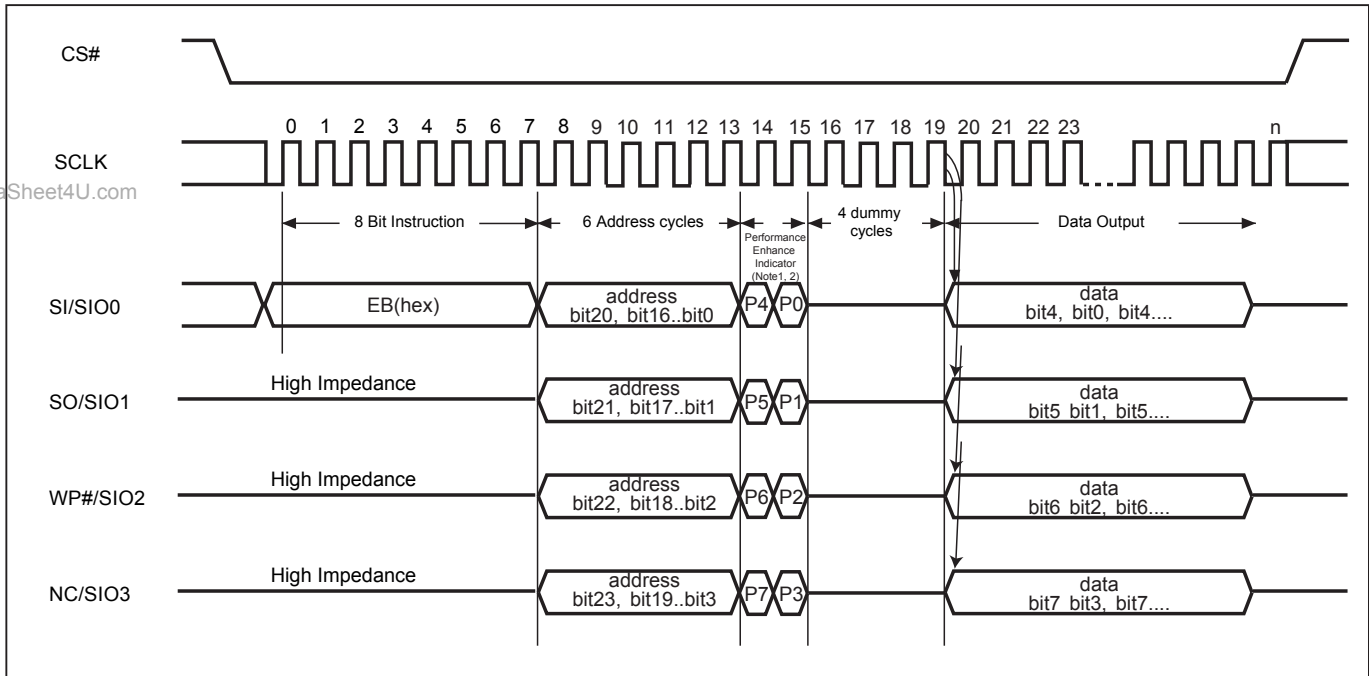 CS#
0 1 2 3 4 5 6 7 8 9 10 11 12 13 14 15 16 17 18 19 20 21 22 23 n
SCLK
aSheet4U.com
8 Bit Instruction
6 Address cycles
Performance
Enhance
Indicator
(Note1, 2)
4 dummy
cycles
Data Output
SI/SIO0
EB(hex)
address
bit20, bit16..bit0
P4 P0
data
bit4, bit0, bit4....
SO/SIO1
High Impedance
address
bit21, bit17..bit1
P5 P1
data
bit5 bit1, bit5....
WP#/SIO2
High Impedance
address
bit22, bit18..bit2
P6 P2
data
bit6 bit2, bit6....
NC/SIO3
High Impedance
address
bit23, bit19..bit3
P7 P3
data
bit7 bit3, bit7....